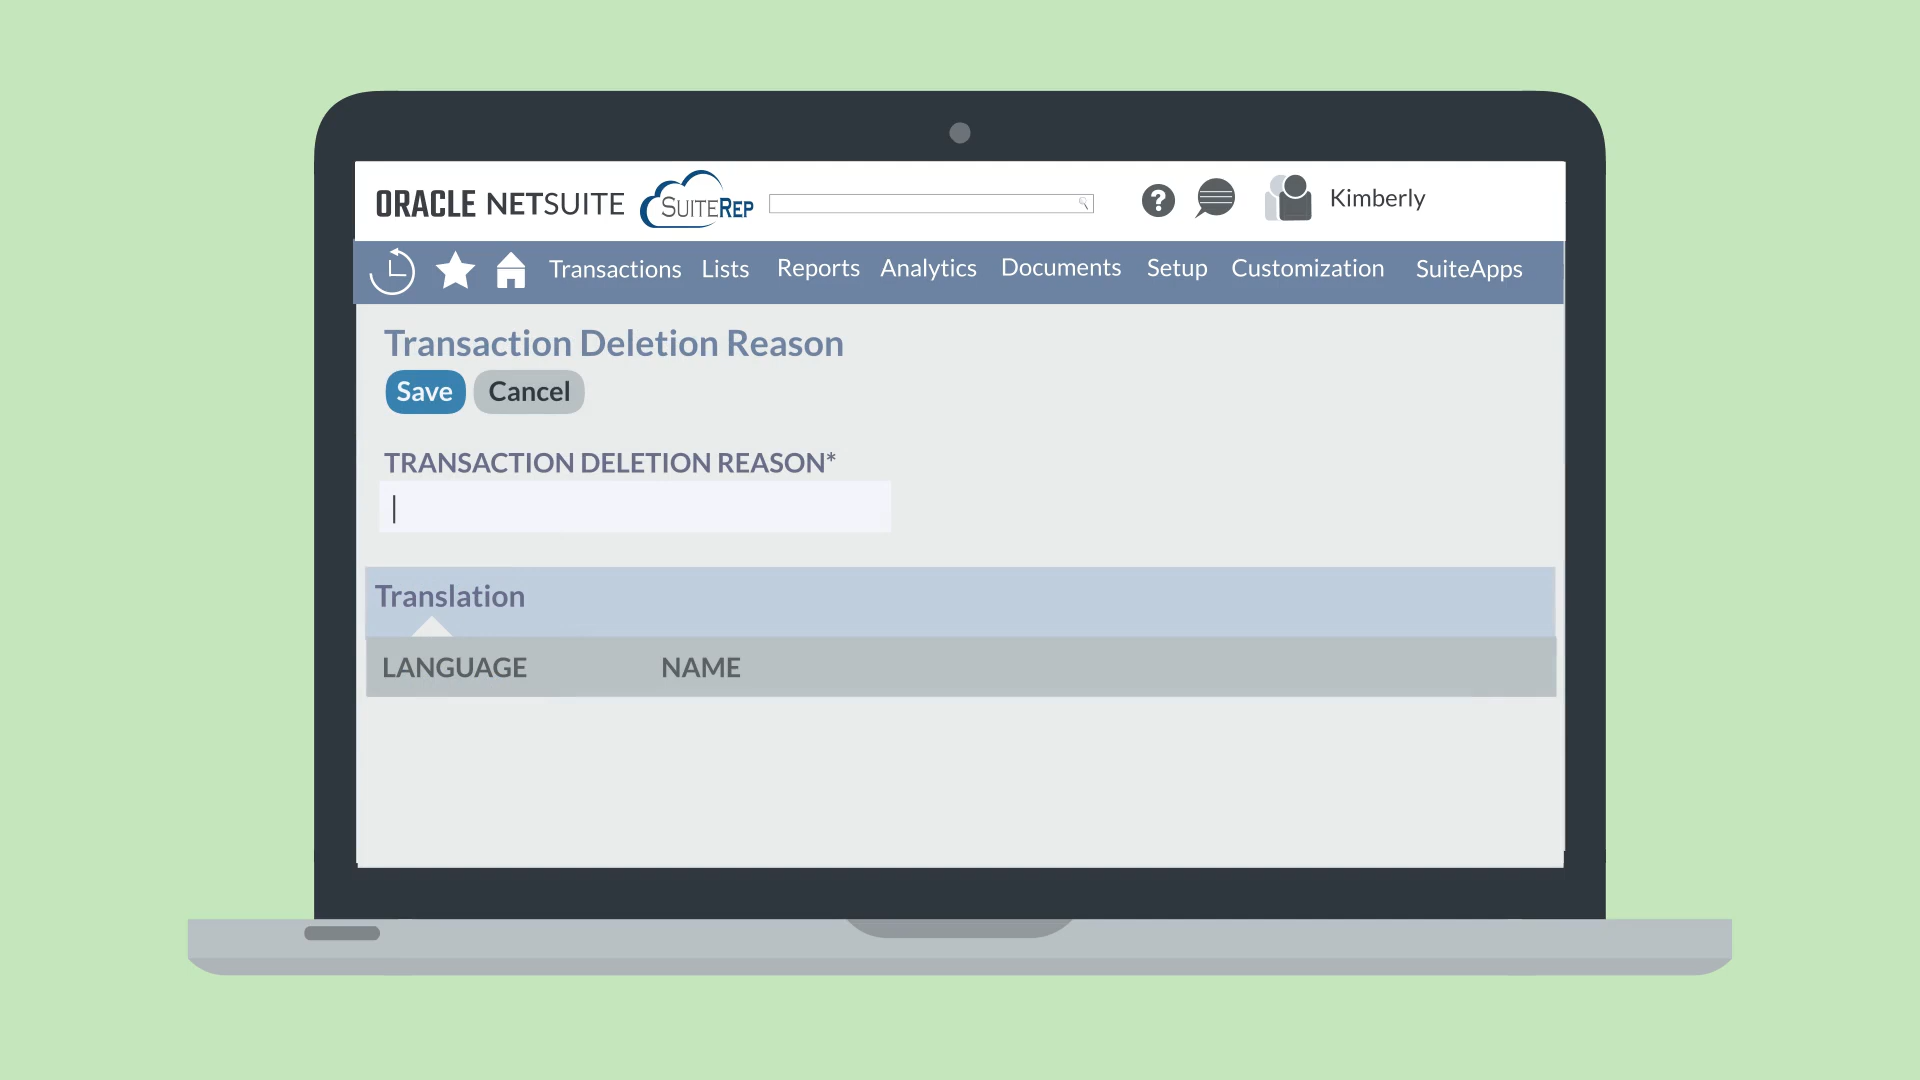 ORACLE NETSUITE SUITEREP ? Kimberly
Transactions Lists Reports Analytics Documents Setup Customization SuiteApps
Transaction Deletion Reason
Save Cancel
TRANSACTION DELETION REASON*
Translation
LANGUAGE NAME